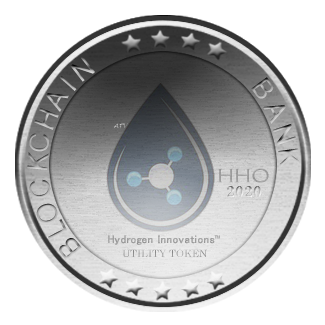 BLOCKCHAIN BANK
HHO
2020
Hydrogen Innovations™
UTILITY TOKEN